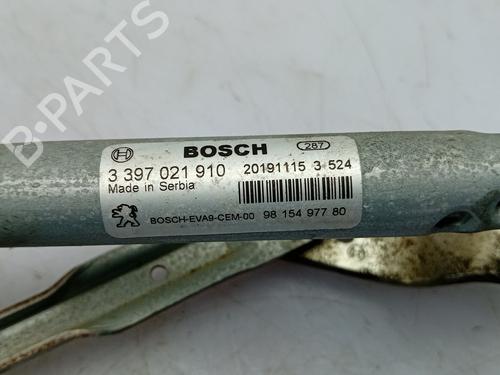 BOSCH
287
3 397 021 910
20191115 3 524
Made in Serbia
BOSCH-EVA9-CEM-00
98 154 977 80
B-PARTS